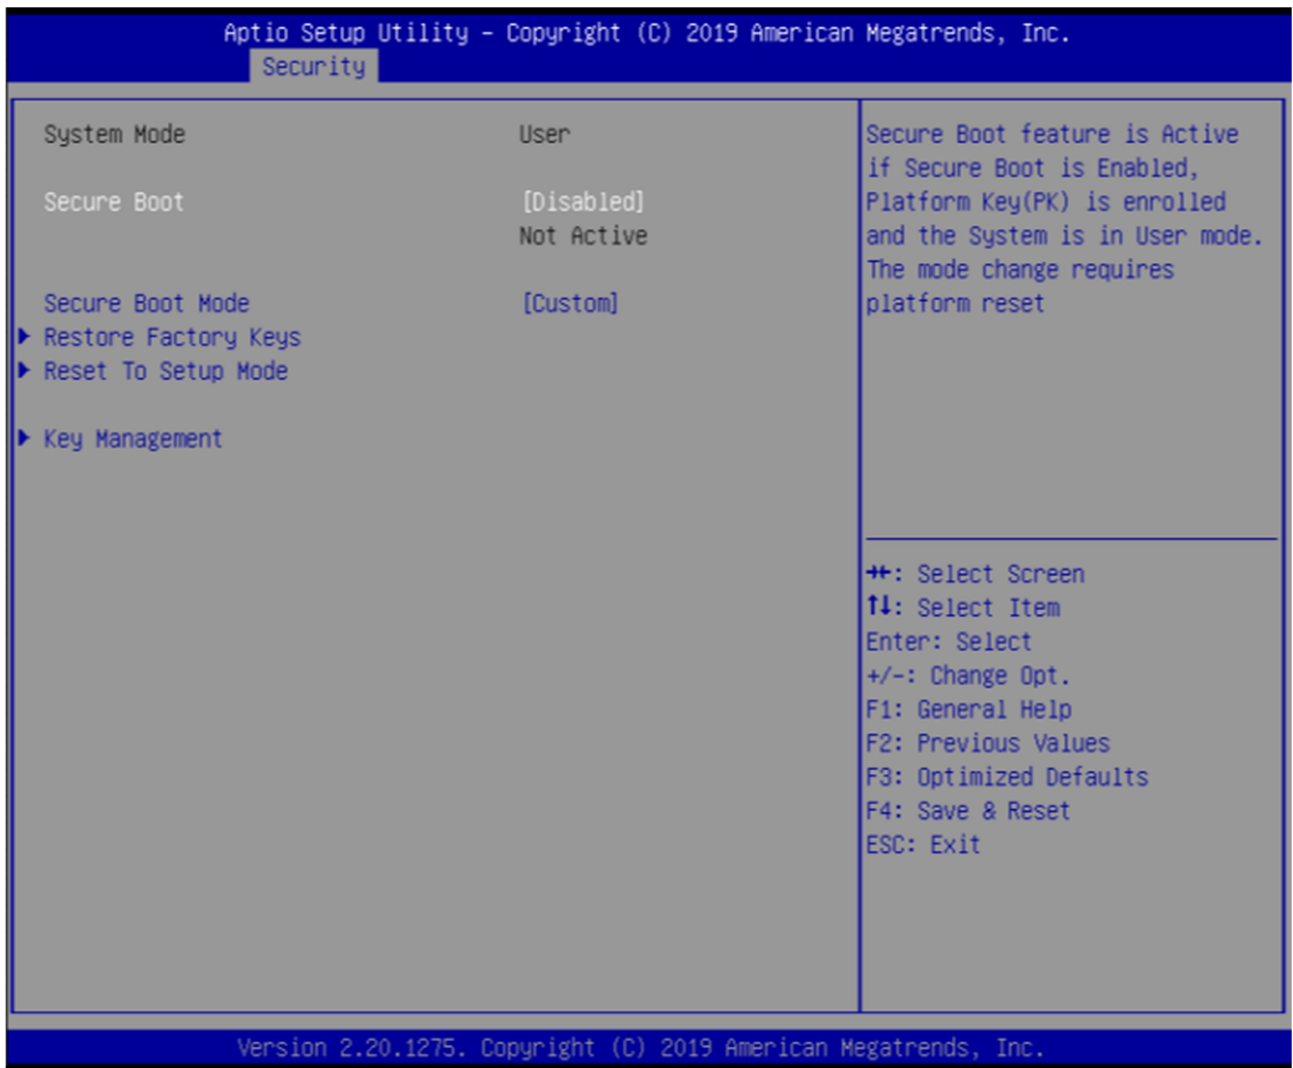 Aptio Setup Utility – Copyright (C) 2019 American Megatrends, Inc.
Security
System Mode User
Secure Boot [Disabled]
Not Active
Secure Boot Mode [Custom]
Restore Factory Keys
Reset To Setup Mode
Key Management
Secure Boot feature is Active
if Secure Boot is Enabled,
Platform Key(PK) is enrolled
and the System is in User mode.
The mode change requires
platform reset
→←: Select Screen
↑↓: Select Item
Enter: Select
+/-: Change Opt.
F1: General Help
F2: Previous Values
F3: Optimized Defaults
F4: Save & Reset
ESC: Exit
Version 2.20.1275. Copyright (C) 2019 American Megatrends, Inc.